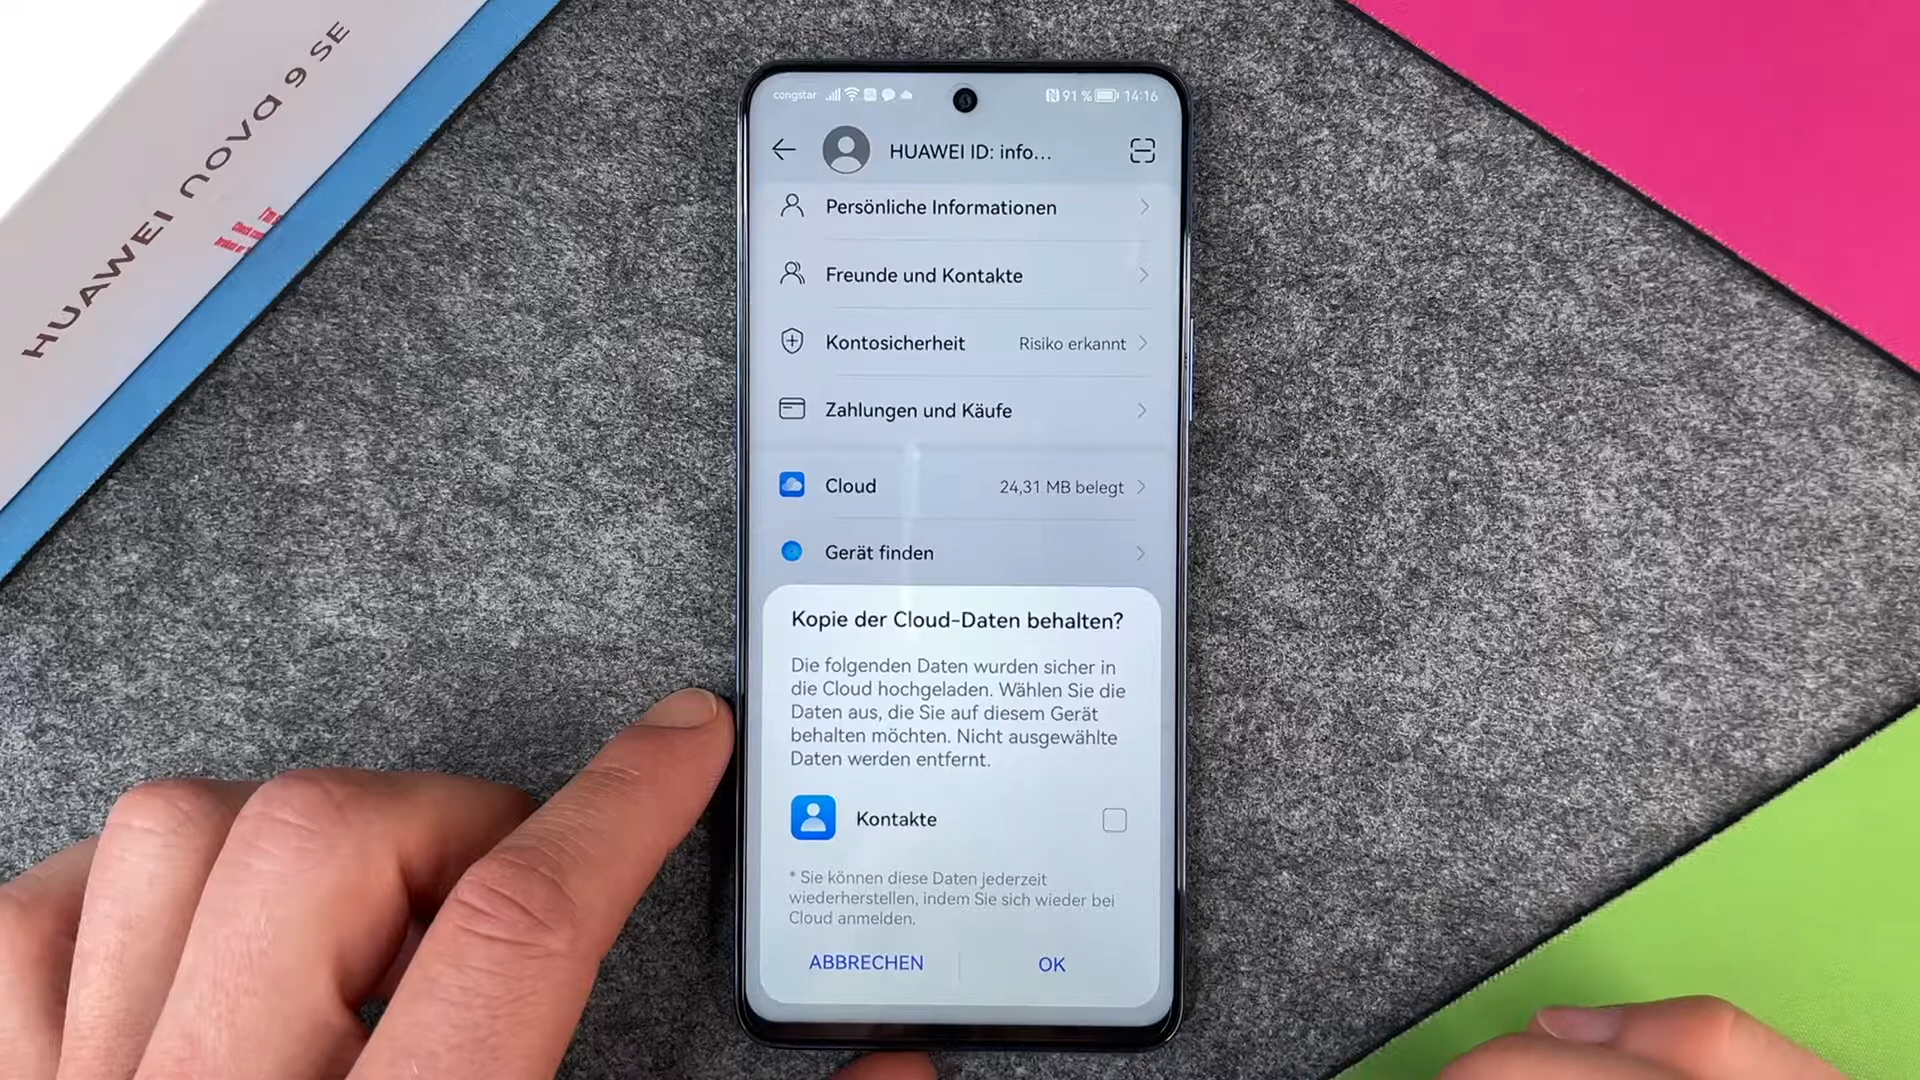 HUAWEI nova 9 SE
congstar
91 %
14:16
HUAWEI ID: info...
Persönliche Informationen
Freunde und Kontakte
Kontosicherheit
Risiko erkannt
Zahlungen und Käufe
Cloud
24,31 MB belegt
Gerät finden
Kopie der Cloud-Daten behalten?
Die folgenden Daten wurden sicher in
die Cloud hochgeladen. Wählen Sie die
Daten aus, die Sie auf diesem Gerät
behalten möchten. Nicht ausgewählte
Daten werden entfernt.
Kontakte
* Sie können diese Daten jederzeit
wiederherstellen, indem Sie sich wieder bei
Cloud anmelden.
ABBRECHEN
OK